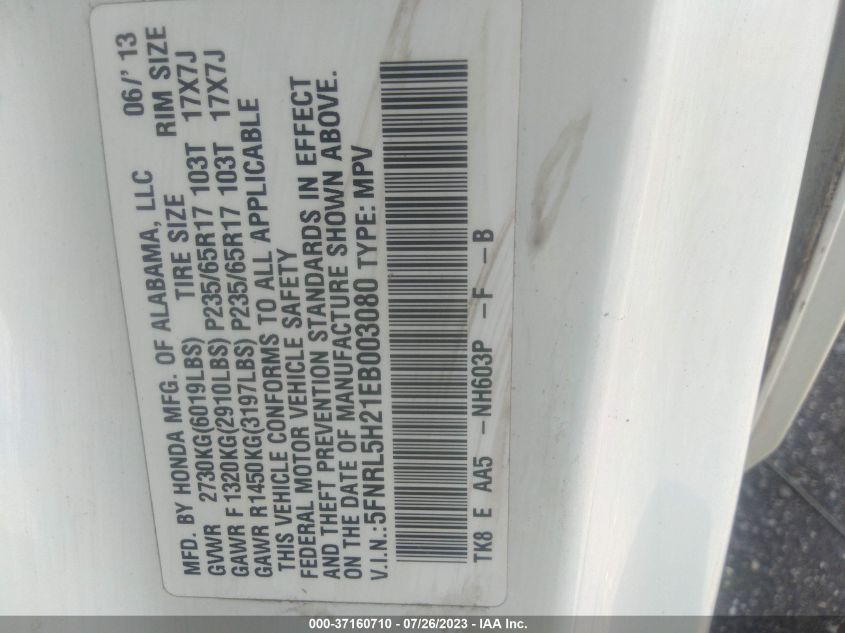 MFD. BY HONDA MFG. OF ALABAMA, LLC 06/'13
GVWR 2730KG(6019LBS) TIRE SIZE RIM SIZE
GAWR F 1320KG(2910LBS) P235/65R17 103T 17X7J
GAWR R1450KG(3197LBS) P235/65R17 103T 17X7J
THIS VEHICLE CONFORMS TO ALL APPLICABLE
FEDERAL MOTOR VEHICLE SAFETY
AND THEFT PREVENTION STANDARDS IN EFFECT
ON THE DATE OF MANUFACTURE SHOWN ABOVE.
V.I.N.:5FNRL5H21EB003080 TYPE: MPV
TK8 E AA5 -NH603P -F -B
000-37160710 - 07/26/2023 - IAA Inc.